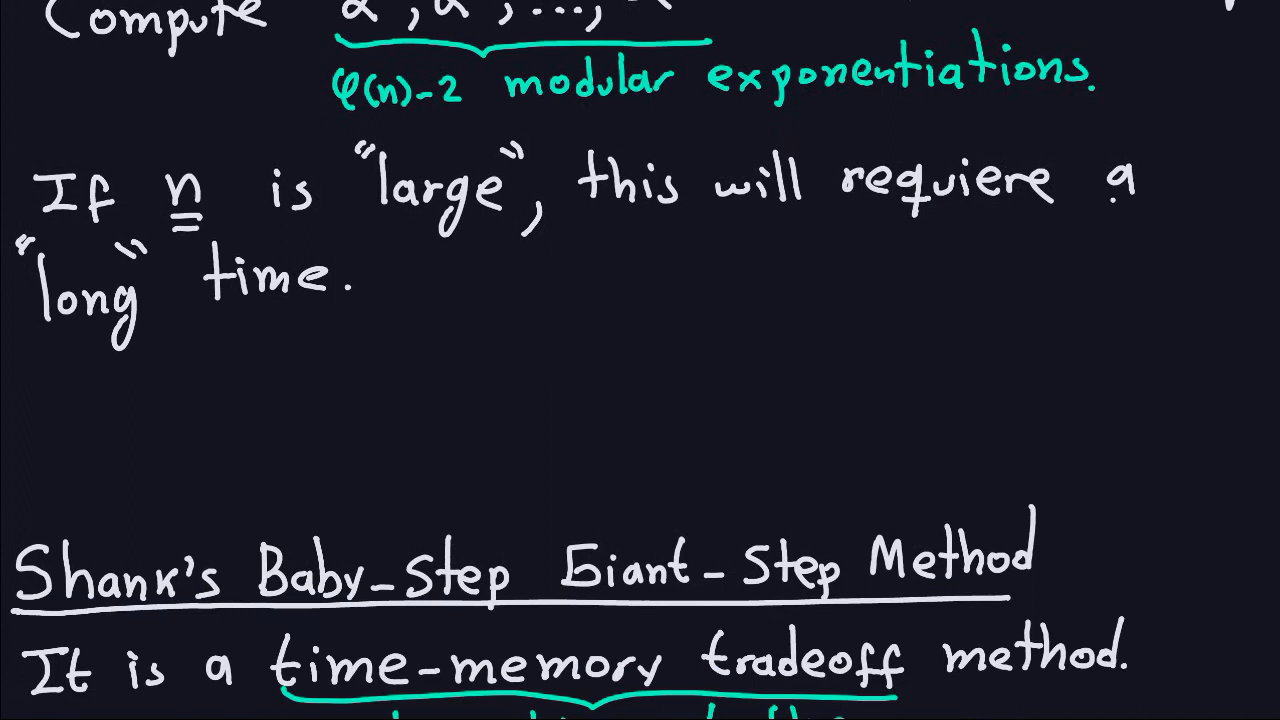 Compute α , α , ...,
φ(n)-2 modular exponentiations.
If n is "large", this will requiere a
"long" time.
Shank's Baby-Step Giant-Step Method
It is a time-memory tradeoff method.